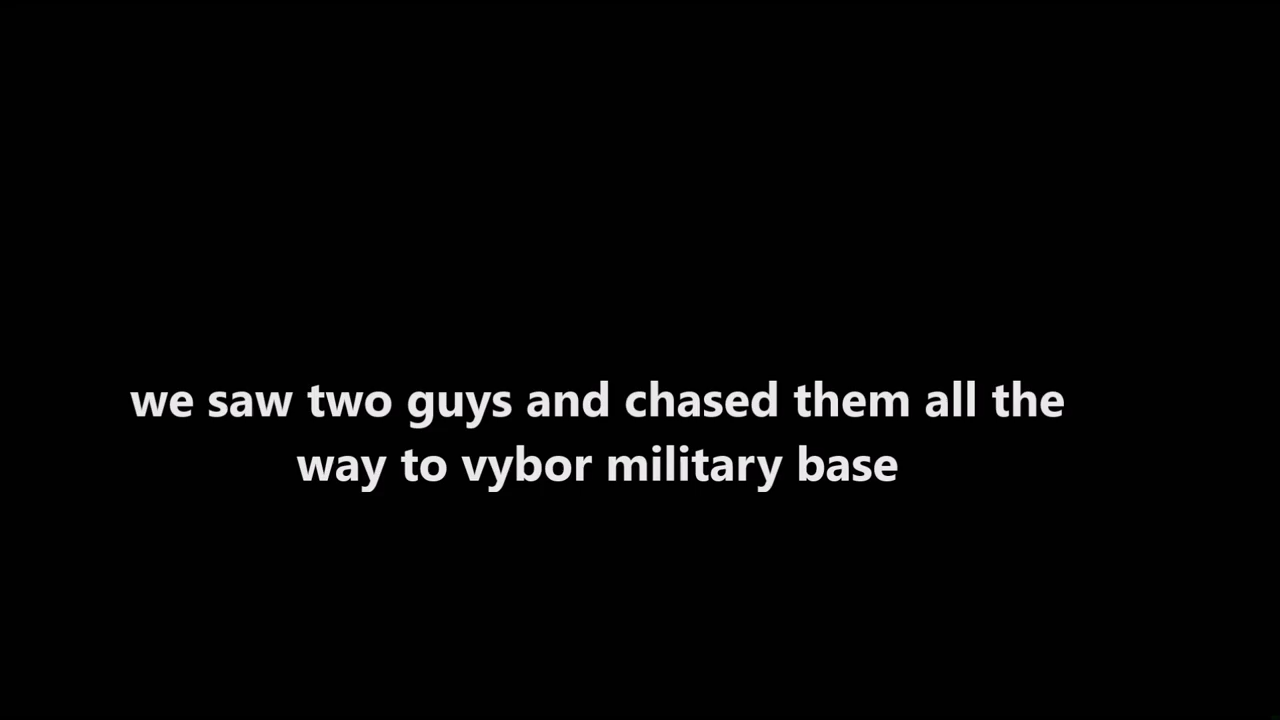 we saw two guys and chased them all the
way to vybor military base